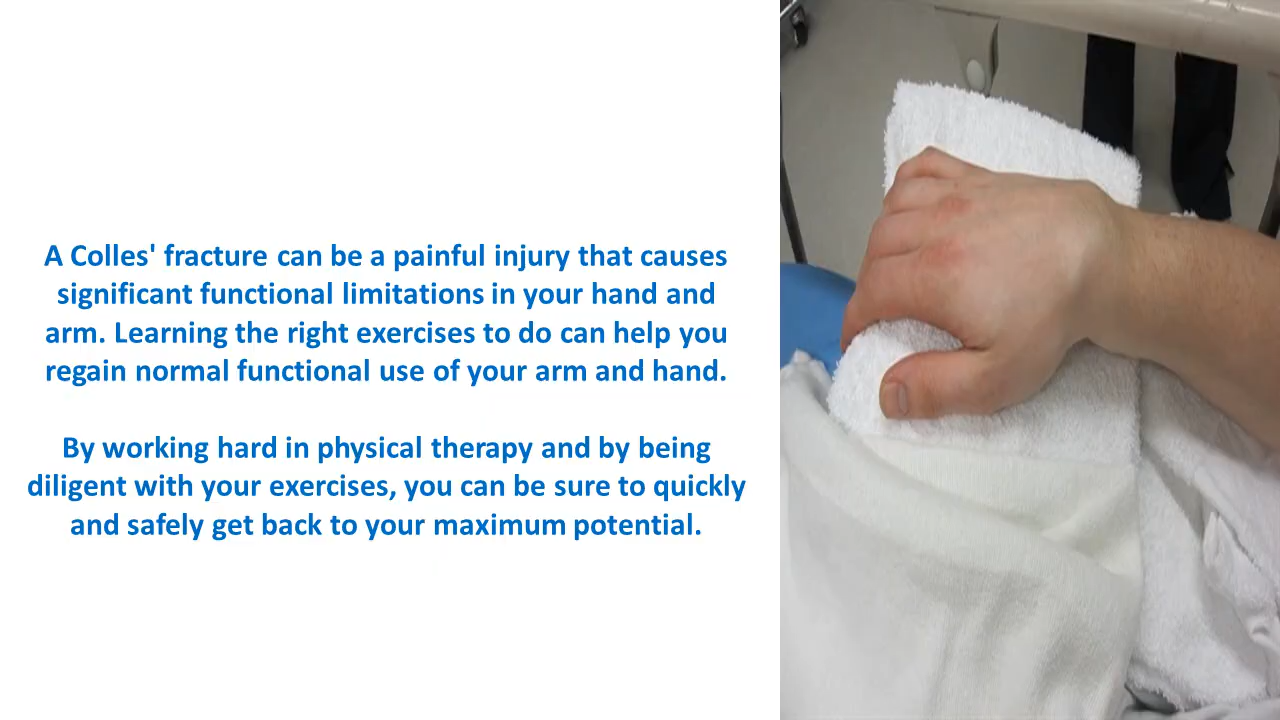 A Colles' fracture can be a painful injury that causes
significant functional limitations in your hand and
arm. Learning the right exercises to do can help you
regain normal functional use of your arm and hand.
By working hard in physical therapy and by being
diligent with your exercises, you can be sure to quickly
and safely get back to your maximum potential.